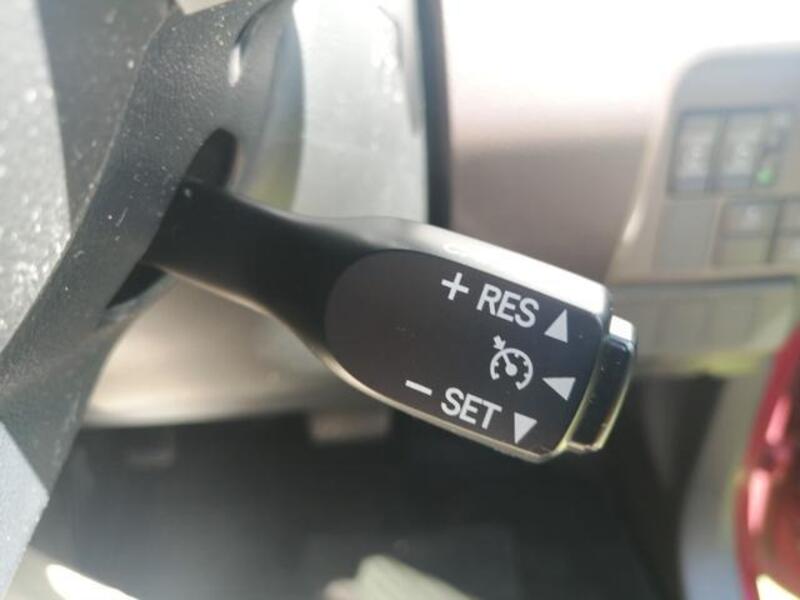 + RES
- SET